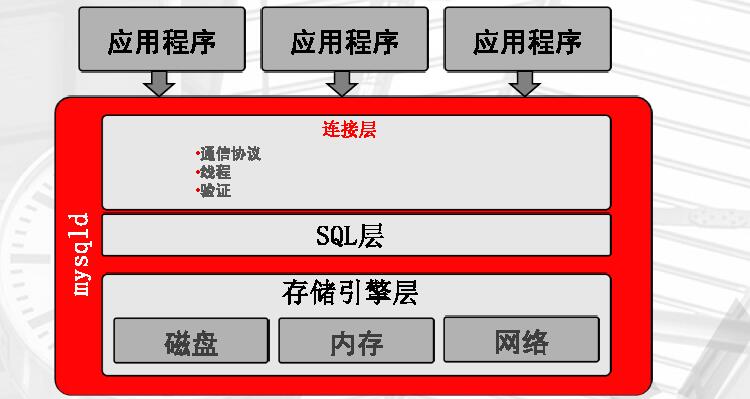 应用程序
应用程序
应用程序
连接层
•通信协议
•线程
•验证
mysqld
SQL层
存储引擎层
磁盘
内存
网络